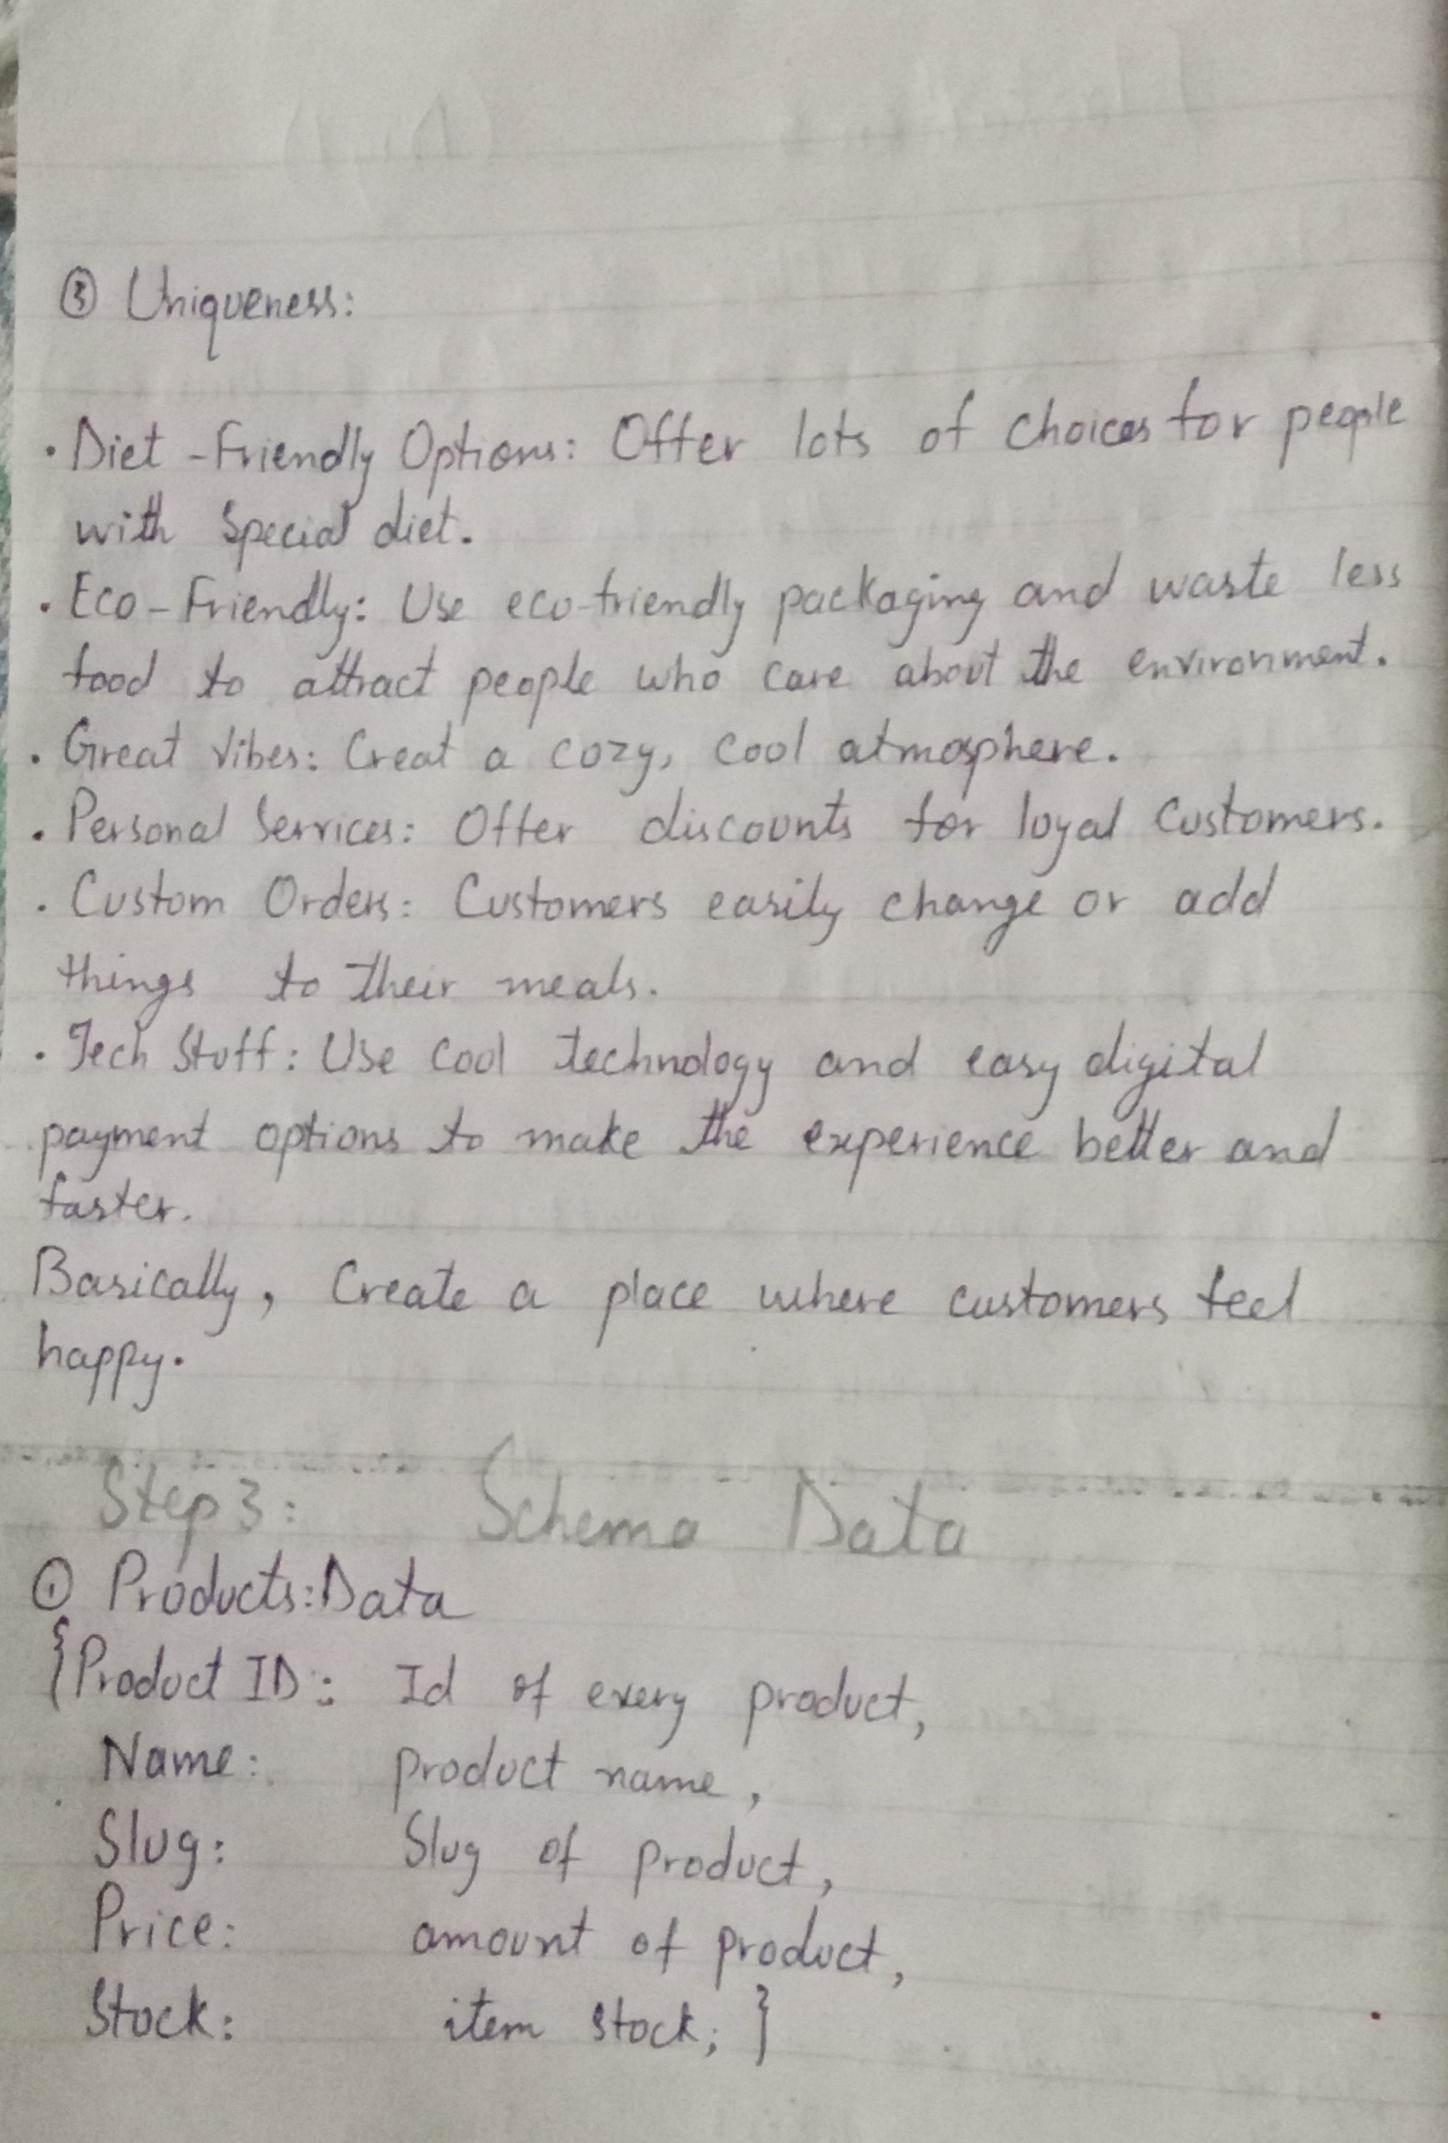 ③ Uniqueness:
• Diet-Friendly Options: Offer lots of choices for people
with special diet.
• Eco-Friendly: Use eco-friendly packaging and waste less
food to attract people who care about the environment.
• Great Vibes: Creat a cozy, cool atmosphere.
• Personal Services: Offer discounts for loyal customers.
• Custom Orders: Customers easily change or add
things to their meals.
• Tech Stuff: Use cool technology and easy digital
payment options to make the experience better and
faster.
Basically, Create a place where customers feel
happy.
Step 3: Schema Data
① Products: Data
{Product ID: Id of every product,
Name: product name,
Slug: Slug of product,
Price: amount of product,
Stock: item stock; }